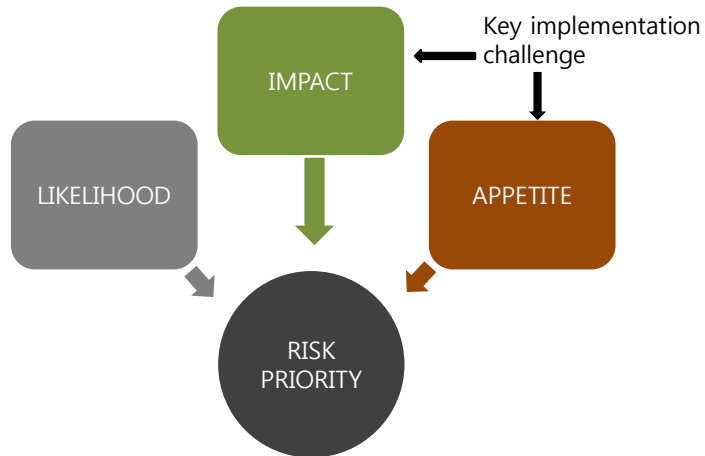 Key implementation
challenge
IMPACT
LIKELIHOOD
APPETITE
RISK
PRIORITY